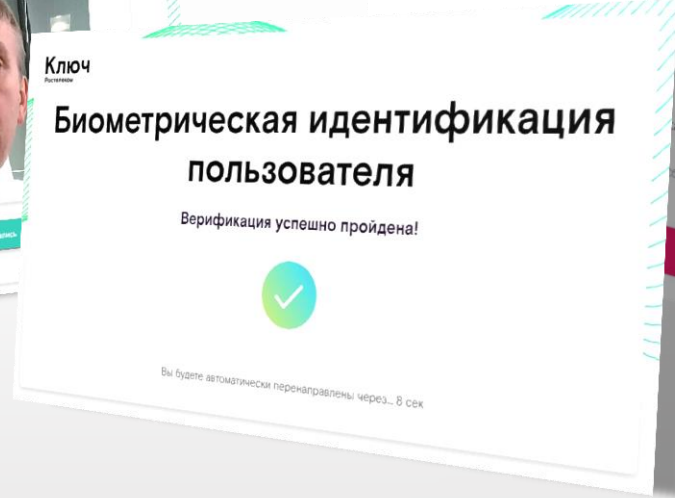 Ключ
Ростелеком
Биометрическая идентификация
пользователя
Верификация успешно пройдена!
Вы будете автоматически перенаправлены через... 8 сек